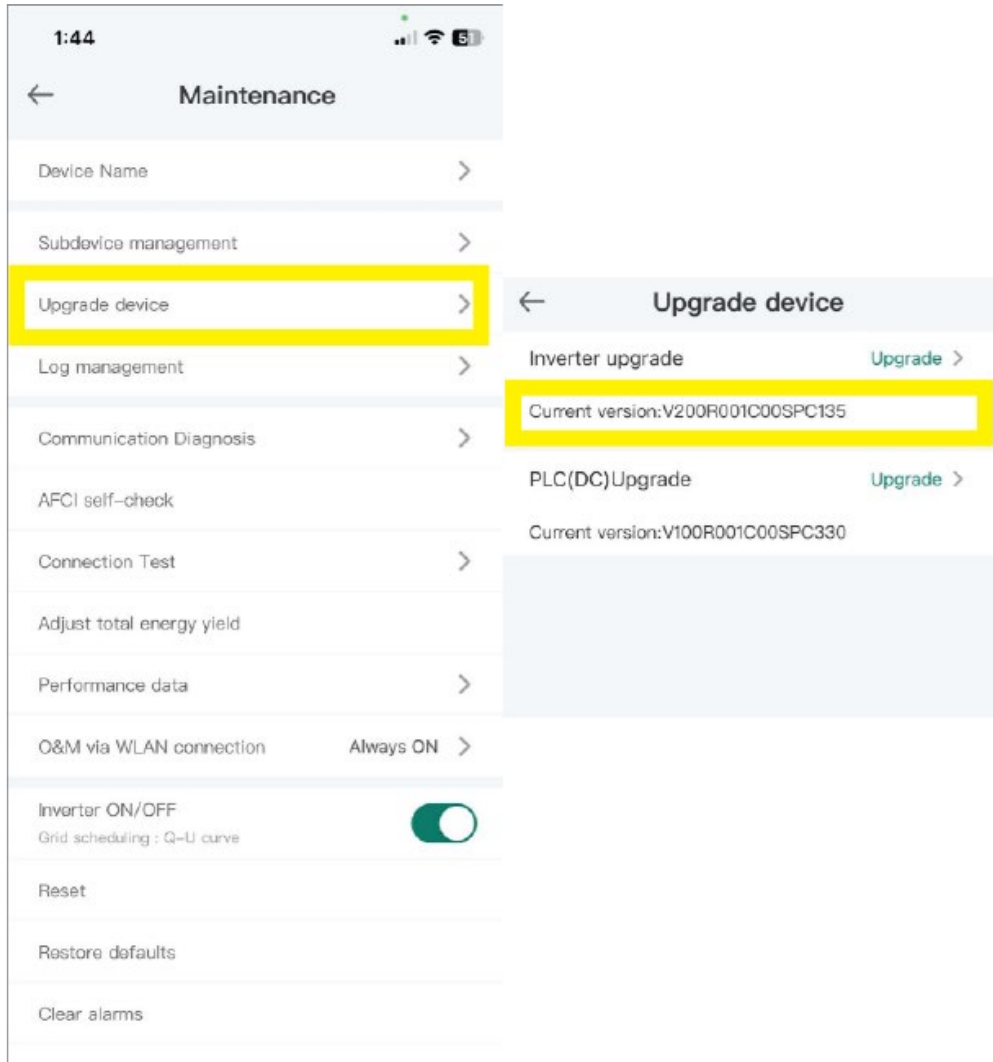 1:44
51
Maintenance
Device Name
Subdevice management
Upgrade device
Log management
Communication Diagnosis
AFCI self-check
Connection Test
Adjust total energy yield
Performance data
O&M via WLAN connection Always ON
Inverter ON/OFF
Grid scheduling : Q-U curve
Reset
Restore defaults
Clear alarms
Upgrade device
Inverter upgrade Upgrade
Current version:V200R001C00SPC135
PLC(DC)Upgrade Upgrade
Current version:V100R001C00SPC330